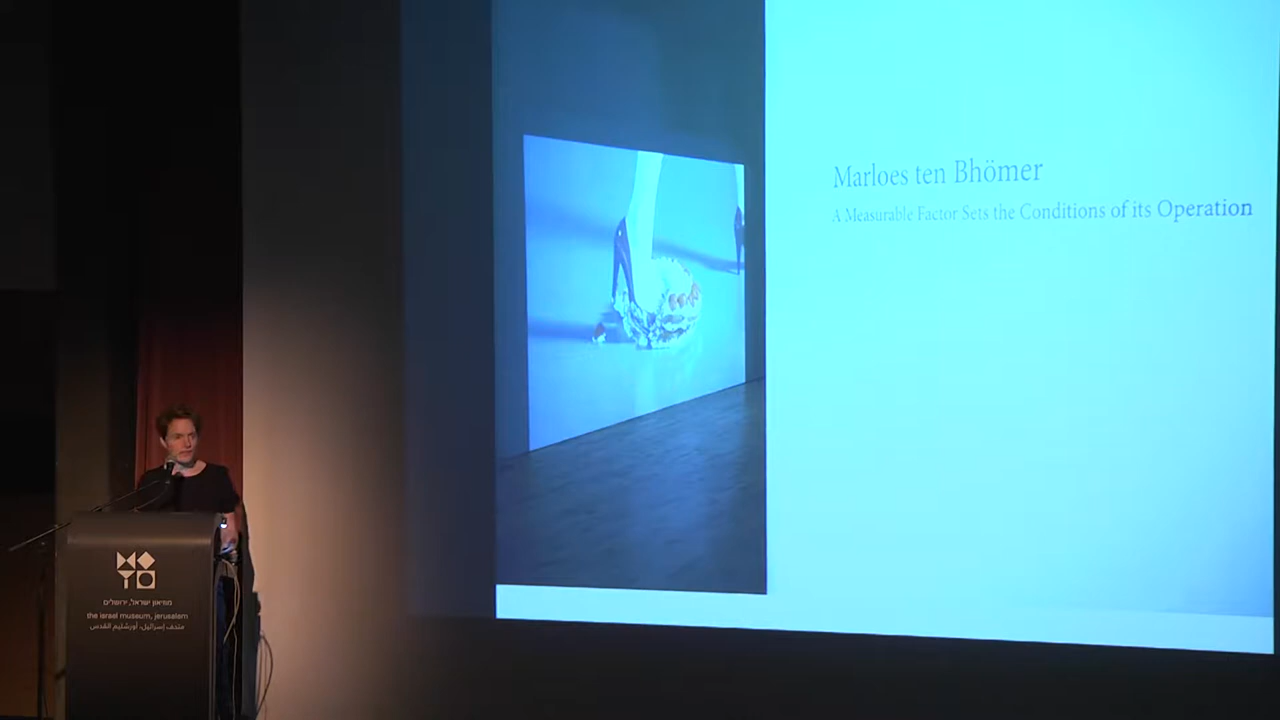 Marloes ten Bhömer
A Measurable Factor Sets the Conditions of its Operation
מוזיאון ישראל, ירושלים
the israel museum, jerusalem
متحف إسرائيل، أورشليم القدس